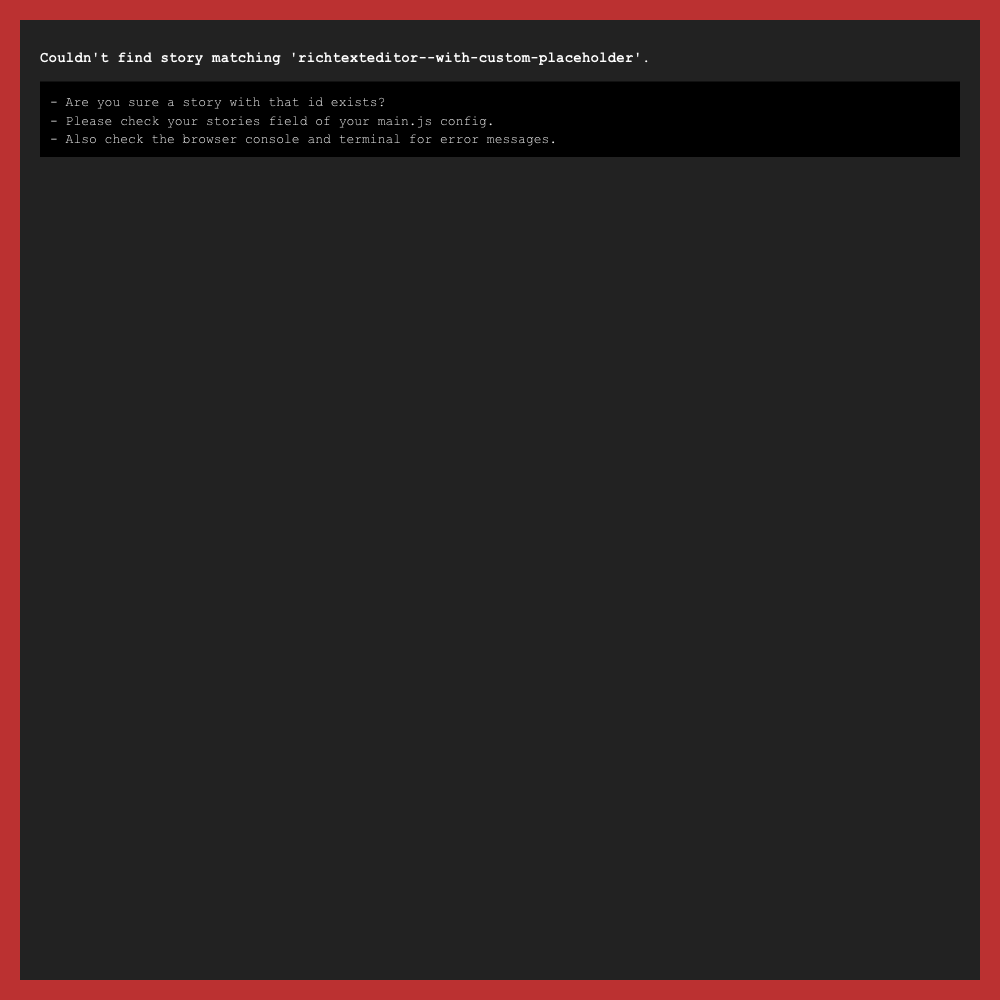 Couldn't find story matching 'richtexteditor--with-custom-placeholder'.
- Are you sure a story with that id exists?
- Please check your stories field of your main.js config.
- Also check the browser console and terminal for error messages.